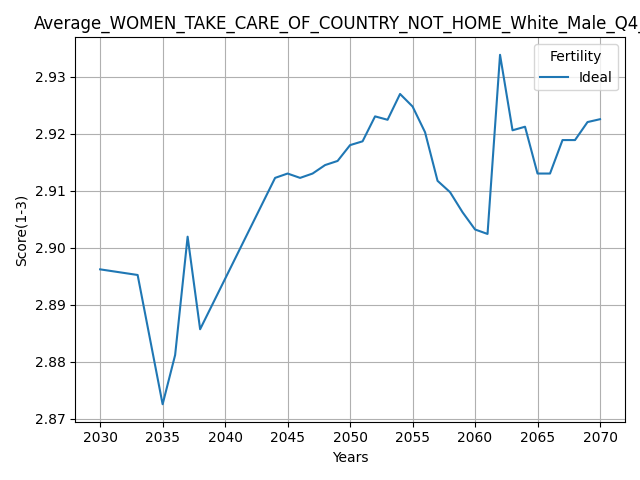 Average_WOMEN_TAKE_CARE_OF_COUNTRY_NOT_HOME_White_Male_Q4_
Fertility
Ideal
2.93
2.92
2.91
2.90
2.89
2.88
2.87
Score(1-3)
2030 2035 2040 2045 2050 2055 2060 2065 2070
Years